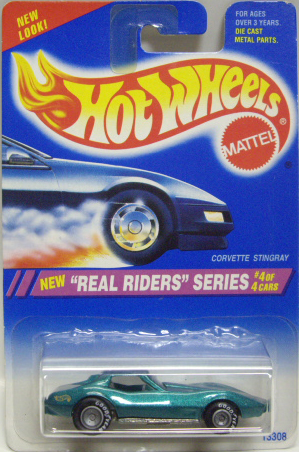 NEW
LOOK!
FOR AGES
OVER 3 YEARS.
DIE CAST
METAL PARTS.
HOT WHEELS
MATTEL
CORVETTE STINGRAY
NEW "REAL RIDERS" SERIES #4 OF
4 CARS
GOODYEAR
13308